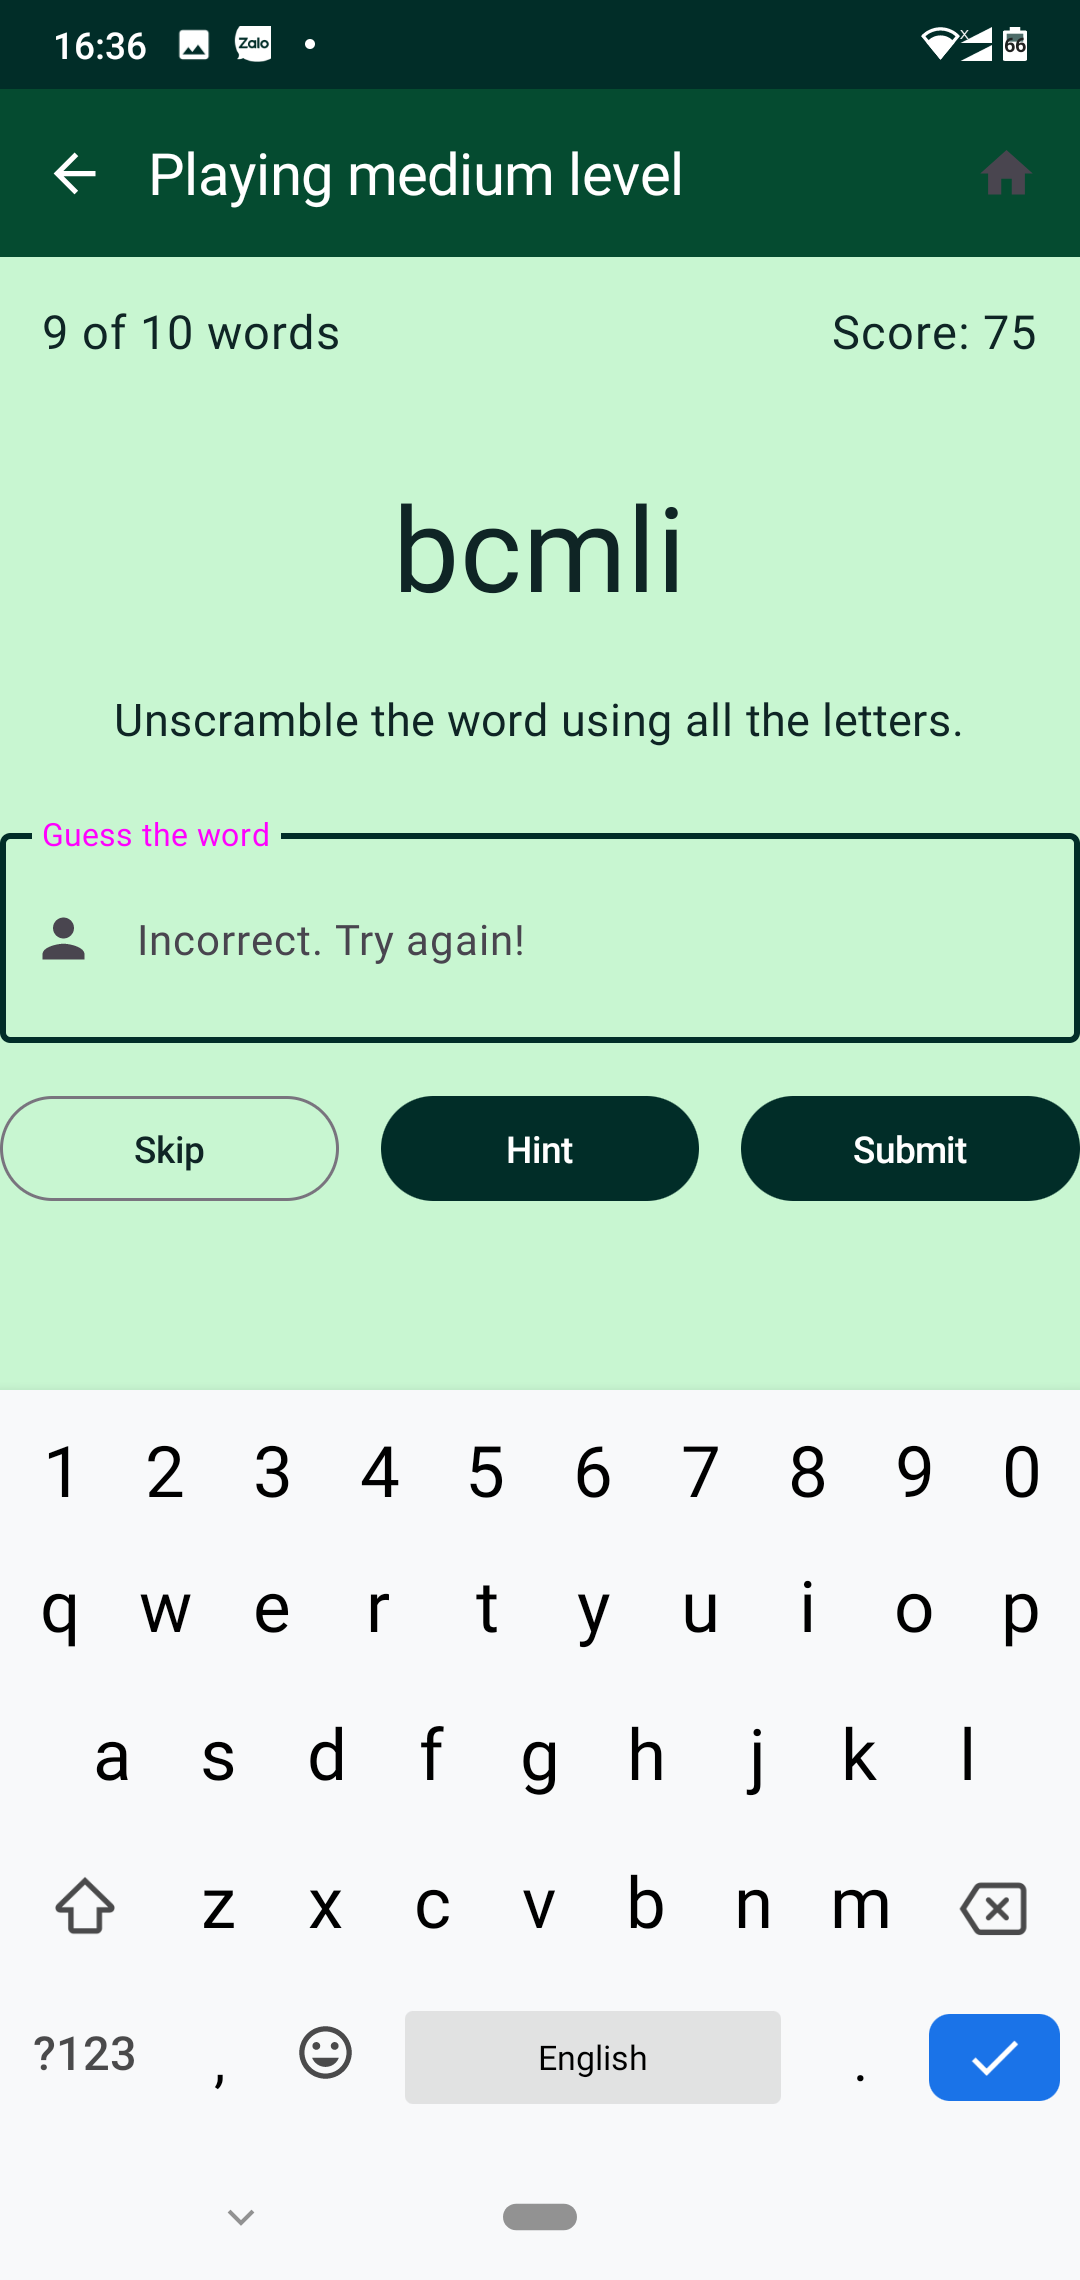 16:36 Zalo 66
Playing medium level
9 of 10 words Score: 75
bcmli
Unscramble the word using all the letters.
Guess the word
Incorrect. Try again!
Skip Hint Submit
1 2 3 4 5 6 7 8 9 0
q w e r t y u i o p
a s d f g h j k l
z x c v b n m
?123 , English .